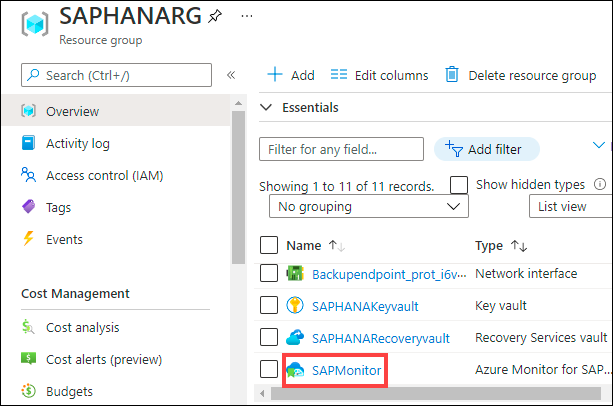 SAPHANARG
Resource group
Search (Ctrl+/)
Overview
Activity log
Access control (IAM)
Tags
Events
Cost Management
Cost analysis
Cost alerts (preview)
Budgets
Add
Edit columns
Delete resource group
Essentials
Filter for any field...
Add filter
Showing 1 to 11 of 11 records.
Show hidden types
No grouping
List view
Name
Type
Backupendpoint_prot_i6v...
Network interface
SAPHANAKeyvault
Key vault
SAPHANARecoveryvault
Recovery Services vault
SAPMonitor
Azure Monitor for SAP...